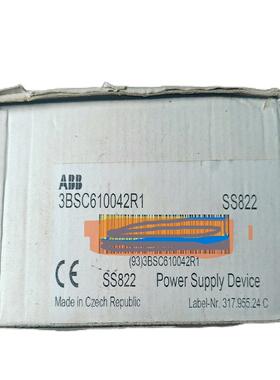 ABB
3BSC610042R1 SS822
(93)3BSC610042R1
CE SS822 Power Supply Device
Made in Czech Republic Label-Nr. 317.955.24 C